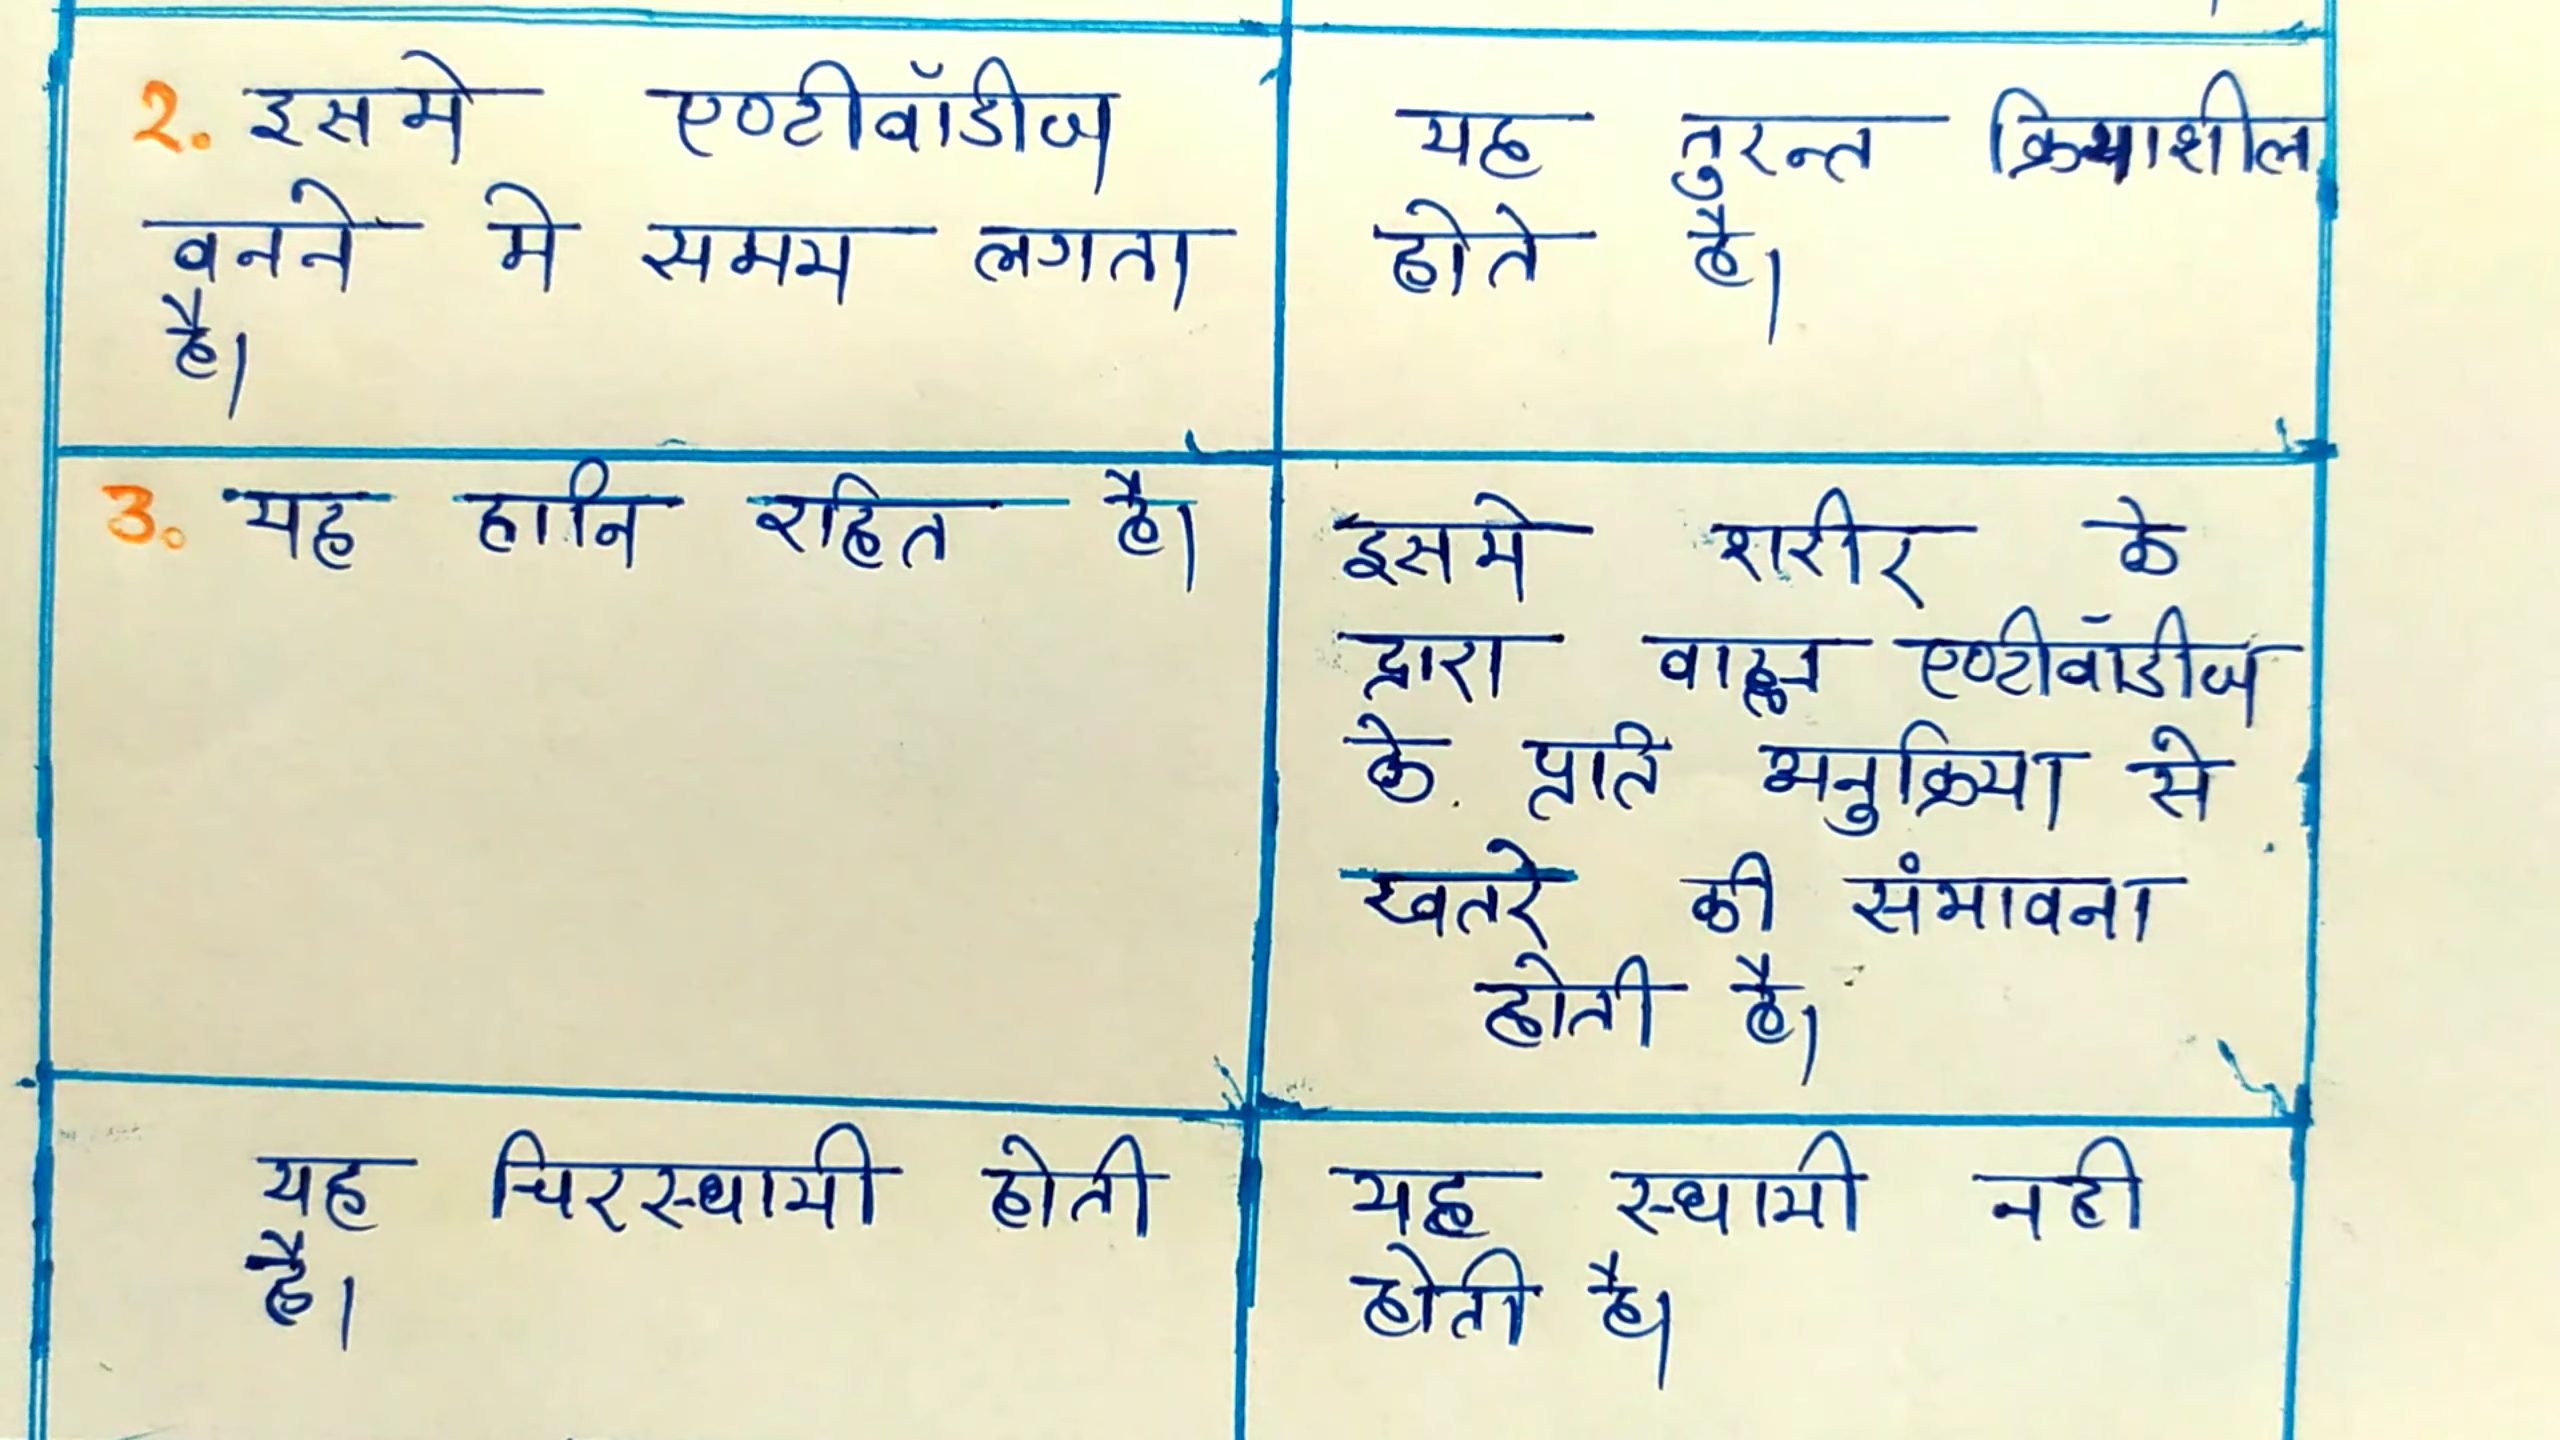 2. इसमे एण्टीवॉडीज
वनने मे समय लगता
है।
यह तुरन्त क्रियाशील
होते है।
3. यह हानि रहित है।
इसमे शरीर के
द्वारा वाह्य एण्टीवॉडीज
के प्रति अनुक्रिया से
खतरे की संभावना
होती है।
यह चिरस्थायी होती
है।
यह स्थायी नही
होती है।